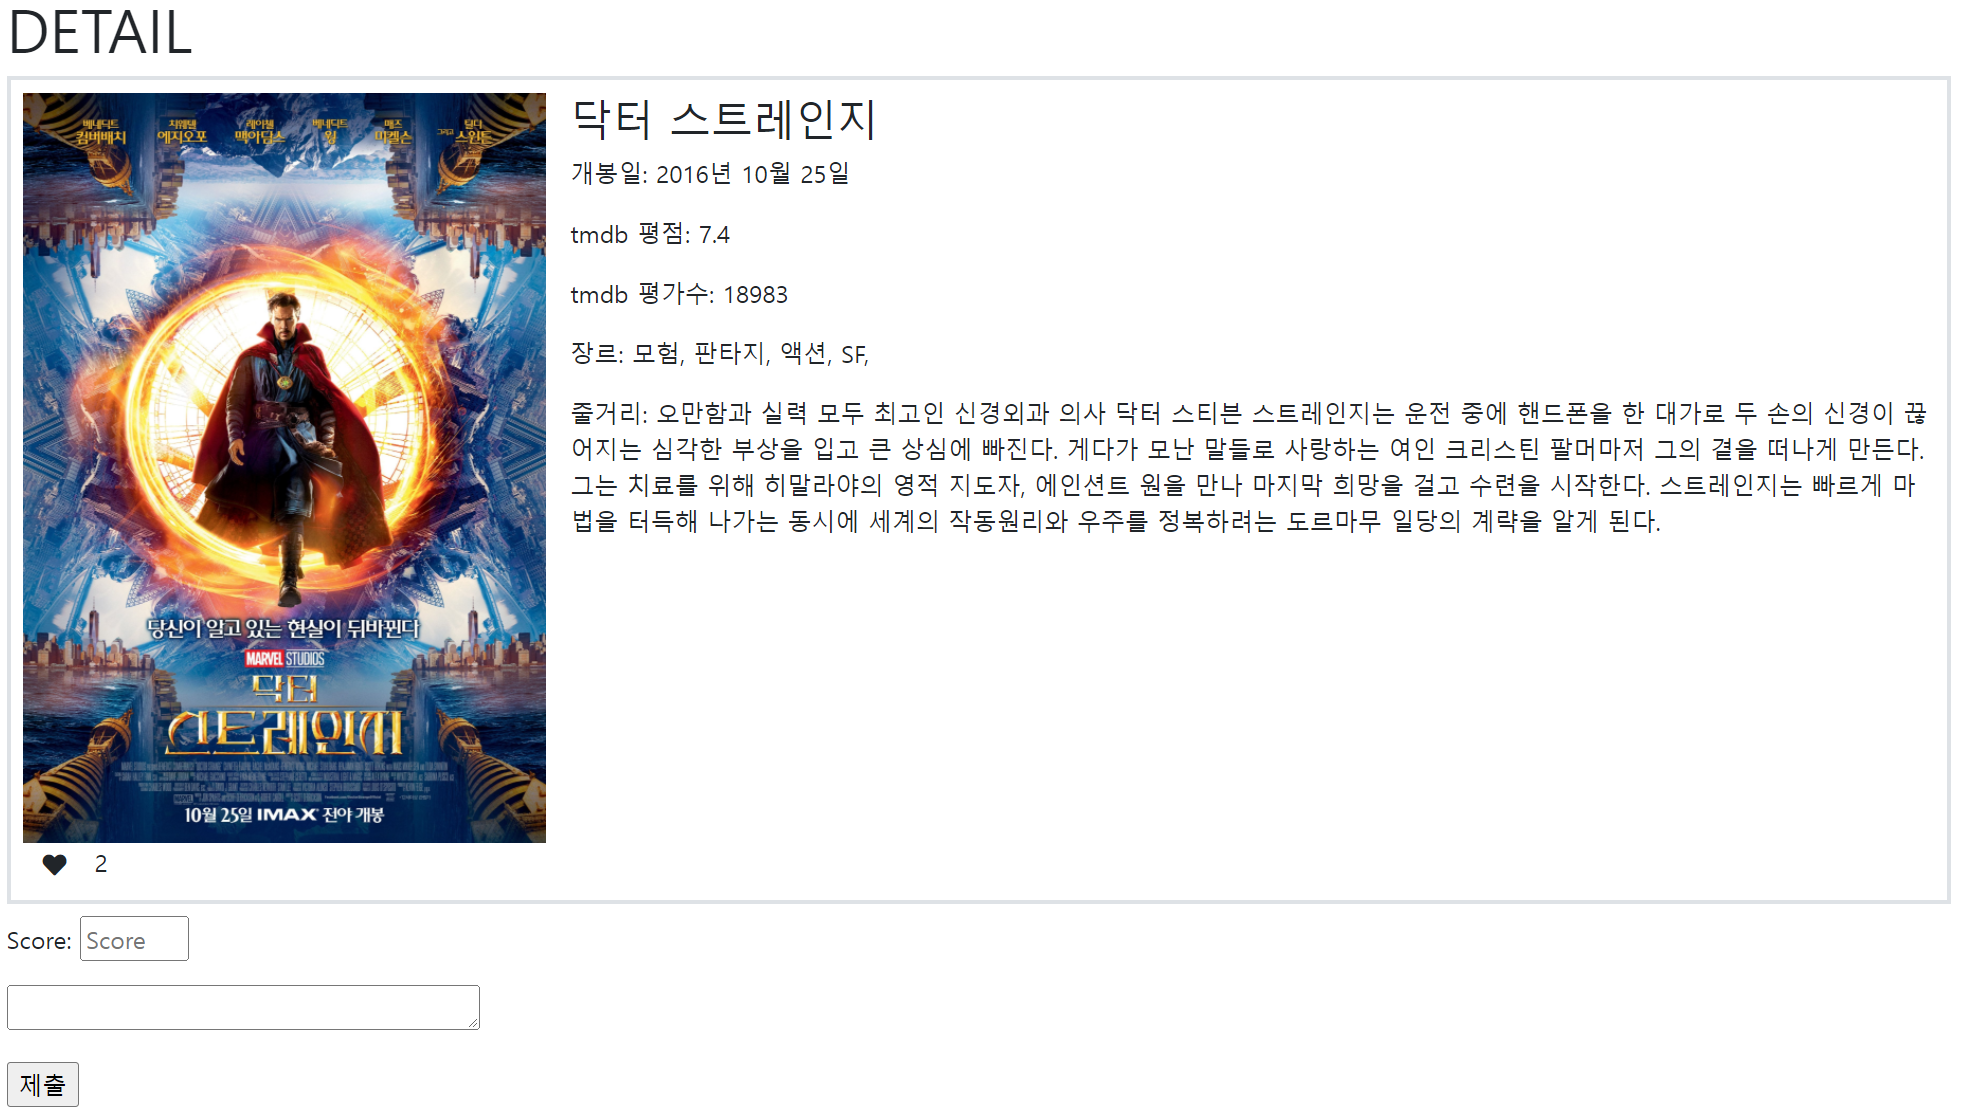 DETAIL
베네딕트 치웨텔 레이첼 베네딕트 매즈 틸다
컴버배치 에지오포 맥아담스 웡 미켈슨 그리고 스윈튼
당신이 알고 있는 현실이 뒤바뀐다
MARVEL STUDIOS
닥터
스트레인지
10월 25일 IMAX 전야 개봉
닥터 스트레인지
개봉일: 2016년 10월 25일
tmdb 평점: 7.4
tmdb 평가수: 18983
장르: 모험, 판타지, 액션, SF,
줄거리: 오만함과 실력 모두 최고인 신경외과 의사 닥터 스티븐 스트레인지는 운전 중에 핸드폰을 한 대가로 두 손의 신경이 끊
어지는 심각한 부상을 입고 큰 상심에 빠진다. 게다가 모난 말들로 사랑하는 여인 크리스틴 팔머마저 그의 곁을 떠나게 만든다.
그는 치료를 위해 히말라야의 영적 지도자, 에인션트 원을 만나 마지막 희망을 걸고 수련을 시작한다. 스트레인지는 빠르게 마
법을 터득해 나가는 동시에 세계의 작동원리와 우주를 정복하려는 도르마무 일당의 계략을 알게 된다.
2
Score: Score
제출